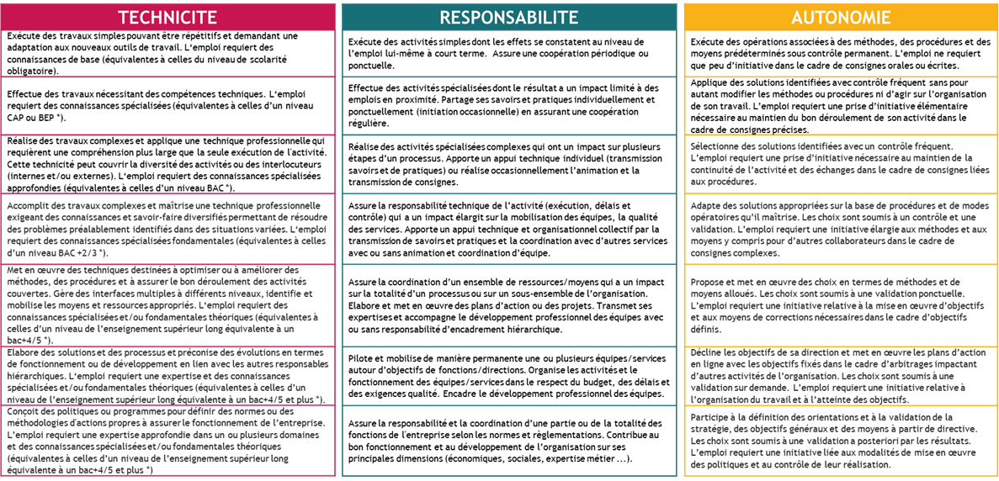 TECHNICITE
Exécute des travaux simples pouvant être répétitifs et demandant une
adaptation aux nouveaux outils de travail. L'emploi requiert des
connaissances de base (équivalentes à celles du niveau de scolarité
obligatoire).
Effectue des travaux nécessitant des compétences techniques. L'emploi
requiert des connaissances spécialisées (équivalentes à celles d'un niveau
CAP ou BEP *).
Réalise des travaux complexes et applique une technique professionnelle qui
requièrent une compréhension plus large que la seule exécution de l'activité.
Cette technicité peut couvrir la diversité des activités ou des interlocuteurs
(internes et/ou externes). L'emploi requiert des connaissances spécialisées
approfondies (équivalentes à celles d'un niveau BAC *).
Accomplit des travaux complexes et maîtrise une technique professionnelle
exigeant des connaissances et savoir-faire diversifiés permettant de résoudre
des problèmes préalablement identifiés dans des situations variées. L'emploi
requiert des connaissances spécialisées fondamentales (équivalentes à celles
d'un niveau BAC +2/3 *).
Met en œuvre des techniques destinées à optimiser ou à améliorer des
méthodes, des procédures et à assurer le bon déroulement des activités
couvertes. Gère des interfaces multiples à différents niveaux, identifie et
mobilise les moyens et ressources appropriés. L'emploi requiert des
connaissances spécialisées et/ou fondamentales théoriques (équivalentes à
celles d'un niveau de l'enseignement supérieur long équivalente à un
bac+4/5 *).
Elabore des solutions et des processus et préconise des évolutions en termes
de fonctionnement ou de développement en lien avec les autres responsables
hiérarchiques. L'emploi requiert une expertise et des connaissances
spécialisées et/ou fondamentales théoriques (équivalentes à celles d'un
niveau de l'enseignement supérieur long équivalente à un bac+4/5 et plus *).
Conçoit des politiques ou programmes pour définir des normes ou des
méthodologies d'actions propres à assurer le fonctionnement de l'entreprise.
L'emploi requiert une expertise approfondie dans un ou plusieurs domaines
et des connaissances spécialisées et/ou fondamentales théoriques
(équivalentes à celles d'un niveau de l'enseignement supérieur long
équivalente à un bac+4/5 et plus *)
RESPONSABILITE
Exécute des activités simples dont les effets se constatent au niveau de
l'emploi lui-même à court terme. Assure une coopération périodique ou
ponctuelle.
Effectue des activités spécialisées dont le résultat a un impact limité à des
emplois en proximité. Partage ses savoirs et pratiques individuellement et
ponctuellement (initiation occasionnelle) en assurant une coopération
régulière.
Réalise des activités spécialisées complexes qui ont un impact sur plusieurs
étapes d'un processus. Apporte un appui technique individuel (transmission
savoirs et de pratiques) ou réalise occasionnellement l'animation et la
transmission de consignes.
Assure la responsabilité technique de l'activité (exécution, délais et
contrôle) qui a un impact élargit sur la mobilisation des équipes, la qualité
des services. Apporte un appui technique et organisationnel collectif par la
transmission de savoirs et pratiques et la coordination avec d'autres services
avec ou sans animation et coordination d'équipe.
Assure la coordination d'un ensemble de ressources/moyens qui a un impact
sur la totalité d'un processus ou sur un sous-ensemble de l'organisation.
Elabore et met en œuvre des plans d'action ou des projets. Transmet ses
expertises et accompagne le développement professionnel des équipes avec
ou sans responsabilité d'encadrement hiérarchique.
Pilote et mobilise de manière permanente une ou plusieurs équipes/services
autour d'objectifs de fonctions/directions. Organise les activités et le
fonctionnement des équipes/services dans le respect du budget, des délais et
des exigences qualité. Encadre le développement professionnel des équipes.
Assure la responsabilité et la coordination d'une partie ou de la totalité des
fonctions de l'entreprise selon les normes et règlementations. Contribue au
bon fonctionnement et au développement de l'organisation sur ses
principales dimensions (économiques, sociales, expertise métier ...).
AUTONOMIE
Exécute des opérations associées à des méthodes, des procédures et des
moyens prédéterminés sous contrôle permanent. L'emploi ne requiert
que peu d'initiative dans le cadre de consignes orales ou écrites.
Applique des solutions identifiées avec contrôle fréquent sans pour
autant modifier les méthodes ou procédures ni d'agir sur l'organisation
de son travail. L'emploi requiert une prise d'initiative élémentaire
nécessaire au maintien du bon déroulement de son activité dans le
cadre de consignes précises.
Sélectionne des solutions identifiées avec un contrôle fréquent.
L'emploi requiert une prise d'initiative nécessaire au maintien de la
continuité de l'activité et des échanges dans le cadre de consignes liées
aux procédures.
Adapte des solutions appropriées sur la base de procédures et de modes
opératoires qu'il maîtrise. Les choix sont soumis à un contrôle et une
validation. L'emploi requiert une initiative élargie aux méthodes et aux
moyens y compris pour d'autres collaborateurs dans le cadre de
consignes complexes.
Propose et met en œuvre des choix en termes de méthodes et de
moyens alloués. Les choix sont soumis à une validation ponctuelle.
L'emploi requiert une initiative relative à la mise en œuvre d'objectifs
et aux moyens de corrections nécessaires dans le cadre d'objectifs
définis.
Décline les objectifs de sa direction et met en œuvre les plans d'action
en ligne avec les objectifs fixés dans le cadre d'arbitrages impactant
d'autres activités de l'organisation. Les choix sont soumis à une
validation sur demande. L'emploi requiert une initiative relative à
l'organisation du travail et à l'atteinte des objectifs.
Participe à la définition des orientations et à la validation de la
stratégie, des objectifs généraux et des moyens à partir de directive.
Les choix sont soumis à une validation a posteriori par les résultats.
L'emploi requiert une initiative liée aux modalités de mise en œuvre
des politiques et au contrôle de leur réalisation.